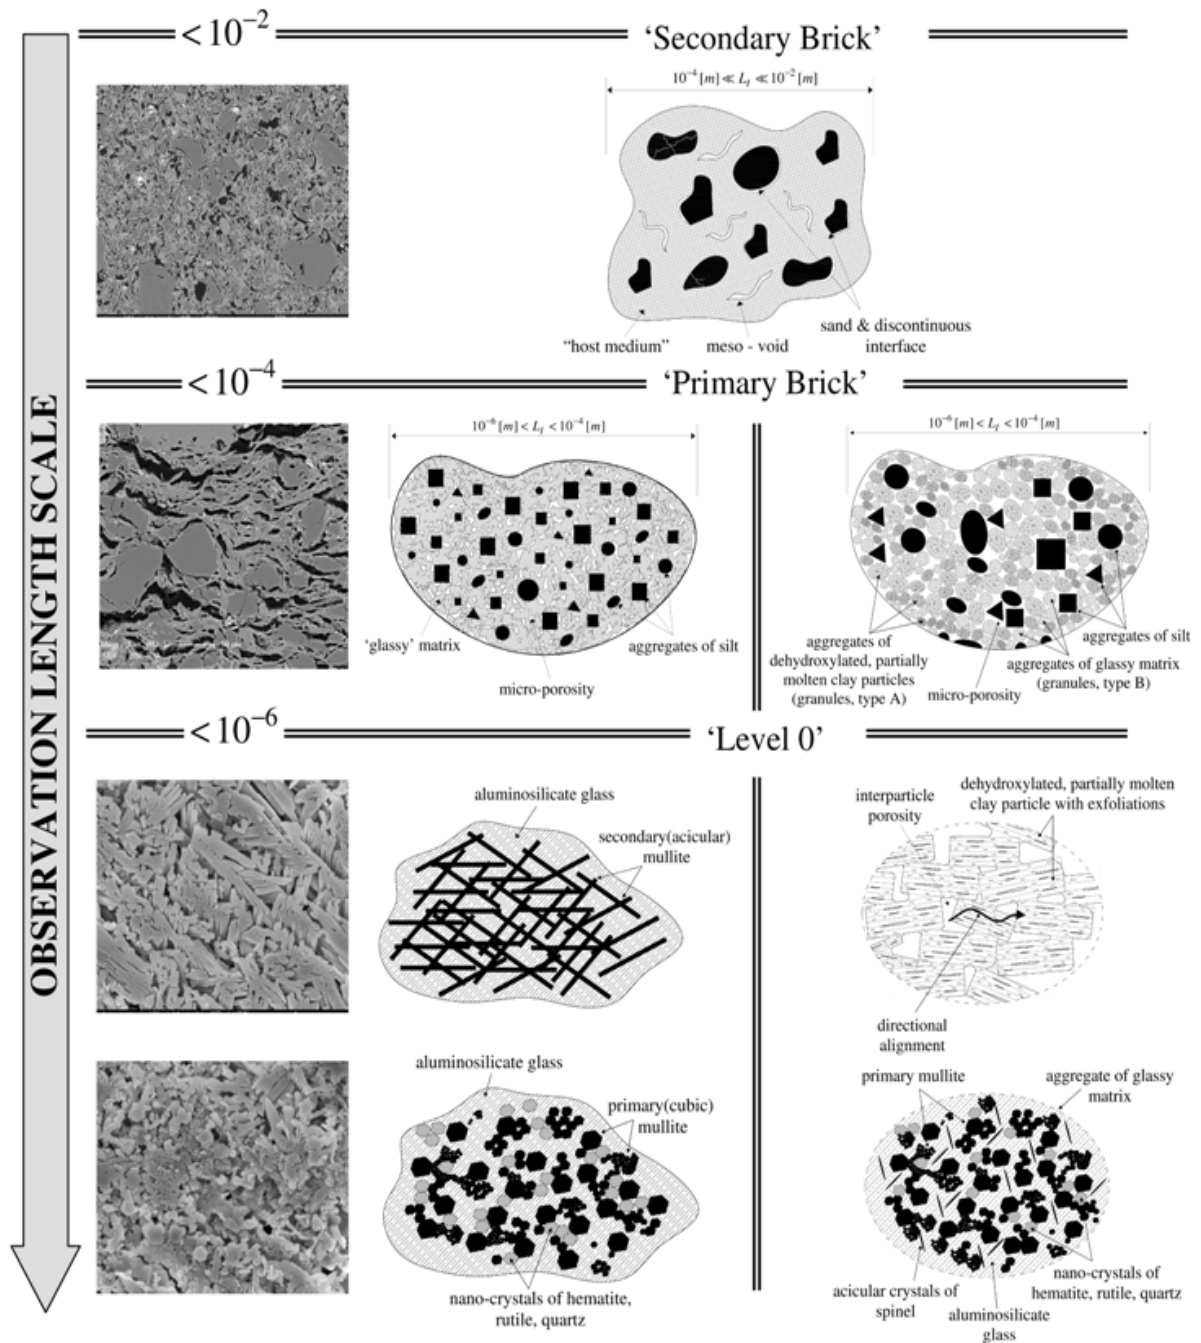 OBSERVATION LENGTH SCALE
<10⁻²
'Secondary Brick'
10⁻⁴ [m] ≪ L_I ≪ 10⁻² [m]
"host medium"
meso - void
sand & discontinuous
interface
<10⁻⁴
'Primary Brick'
10⁻⁶ [m] < L_I < 10⁻⁴ [m]
'glassy' matrix
micro-porosity
aggregates of silt
10⁻⁶ [m] < L_I < 10⁻⁴ [m]
aggregates of
dehydroxylated, partially
molten clay particles
(granules, type A)
micro-porosity
aggregates of glassy matrix
(granules, type B)
aggregates of silt
<10⁻⁶
'Level 0'
aluminosilicate glass
secondary(acicular)
mullite
interparticle
porosity
dehydroxylated, partially molten
clay particle with exfoliations
directional
alignment
aluminosilicate glass
primary(cubic)
mullite
nano-crystals of hematite,
rutile, quartz
primary mullite
aggregate of glassy
matrix
acicular crystals of
spinel
aluminosilicate
glass
nano-crystals of
hematite, rutile, quartz